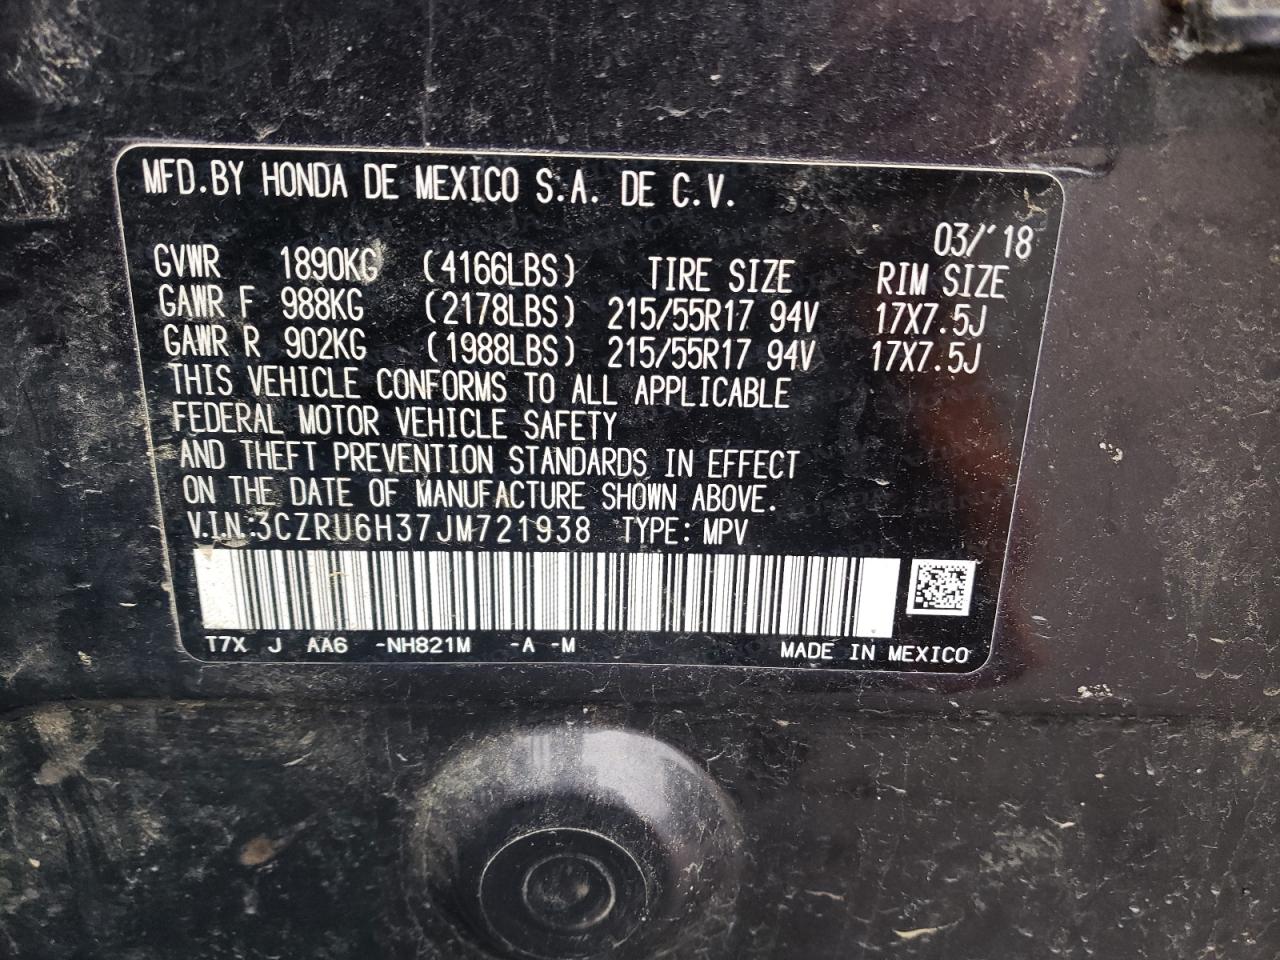 MFD.BY HONDA DE MEXICO S.A. DE C.V.
03/'18
GVWR 1890KG (4166LBS) TIRE SIZE RIM SIZE
GAWR F 988KG (2178LBS) 215/55R17 94V 17X7.5J
GAWR R 902KG (1988LBS) 215/55R17 94V 17X7.5J
THIS VEHICLE CONFORMS TO ALL APPLICABLE
FEDERAL MOTOR VEHICLE SAFETY
AND THEFT PREVENTION STANDARDS IN EFFECT
ON THE DATE OF MANUFACTURE SHOWN ABOVE.
V.I.N.:3CZRU6H37JM721938 TYPE: MPV
T7X J AA6 -NH821M -A -M MADE IN MEXICO